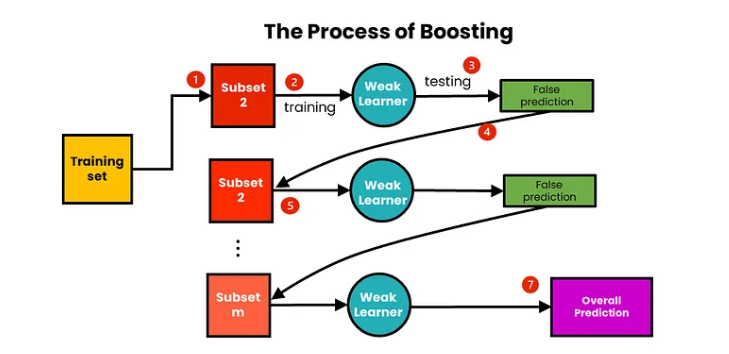 The Process of Boosting
1
Subset
2
2
training
Weak
Learner
3
testing
False
prediction
4
Training
set
Subset
2
5
Weak
Learner
False
prediction
Subset
m
Weak
Learner
7
Overall
Prediction